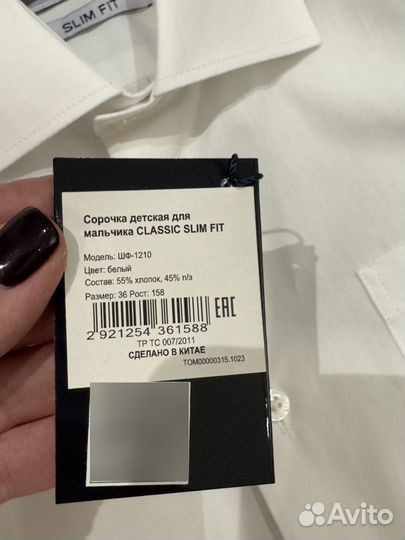 SLIM FIT
Сорочка детская для
мальчика CLASSIC SLIM FIT
Модель: ШФ-1210
Цвет: белый
Состав: 55% хлопок, 45% п/э
Размер: 36 Рост: 158
2 921254 361588
EAC
ТР ТС 007/2011
СДЕЛАНО В КИТАЕ
ТОМ00000315.1023
Avito